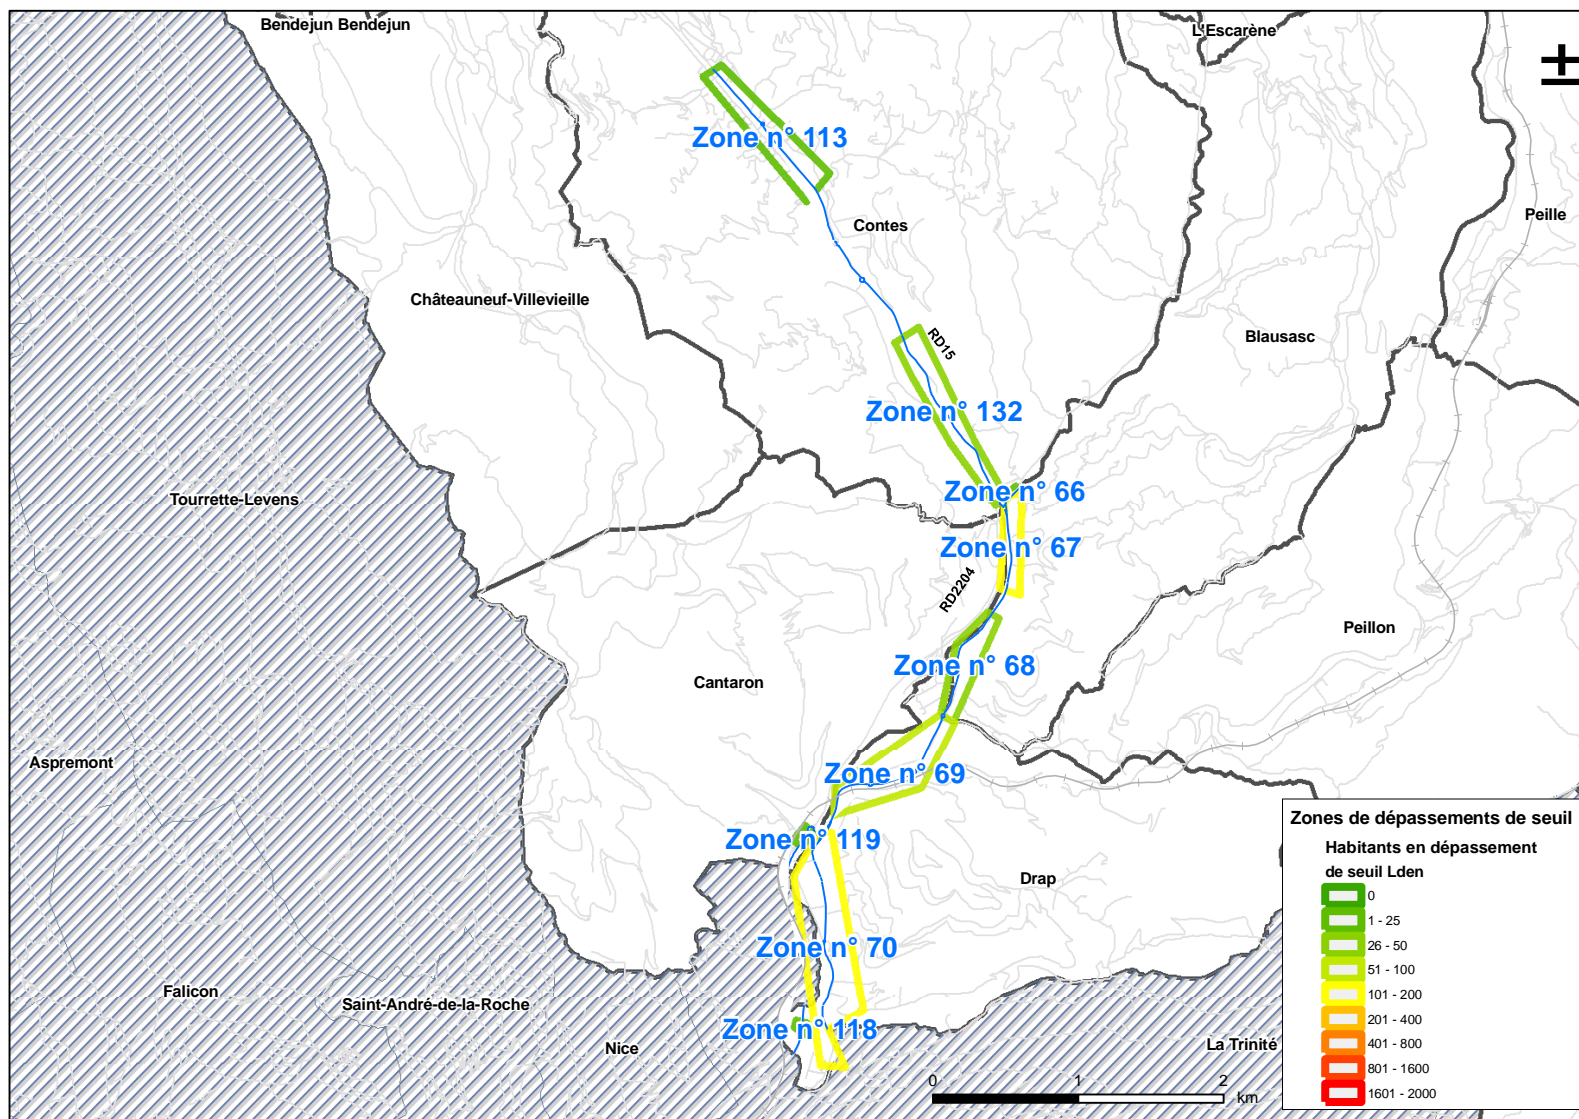 Bendejun Bendejun
L'Escarène
±
Zone n° 113
Contes
Peille
Châteauneuf-Villevieille
RD15
Blausasc
Zone n° 132
Tourrette-Levens
Zone n° 66
Zone n° 67
RD2204
Peillon
Zone n° 68
Cantaron
Aspremont
Zone n° 69
Zones de dépassements de seuil
Zone n° 119
Habitants en dépassement
de seuil Lden
Drap
0
1 - 25
26 - 50
Zone n° 70
51 - 100
Falicon
101 - 200
Saint-André-de-la-Roche
201 - 400
Zone n° 118
Nice
La Trinité
401 - 800
801 - 1600
0 1 2
km
1601 - 2000